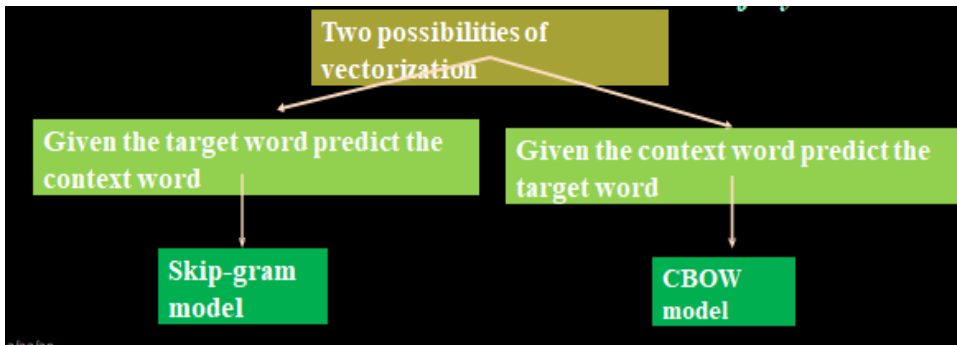 Two possibilities of
vectorization
Given the target word predict the
context word
Given the context word predict the
target word
Skip-gram
model
CBOW
model